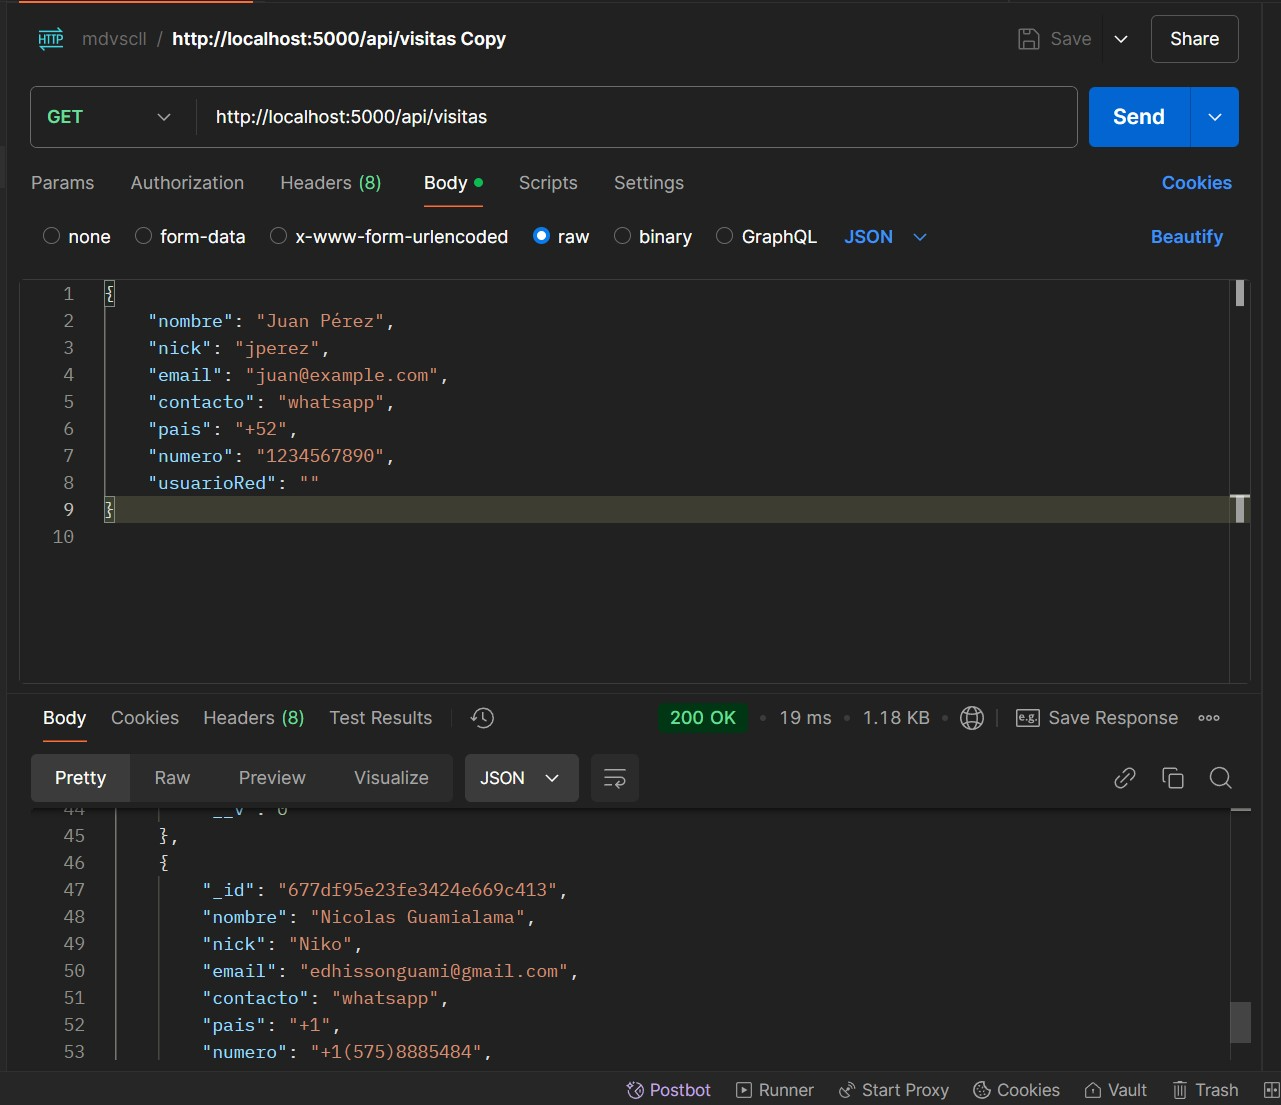 HTTP mdvscll / http://localhost:5000/api/visitas Copy Save Share
GET http://localhost:5000/api/visitas Send
Params Authorization Headers (8) Body Scripts Settings Cookies
none form-data x-www-form-urlencoded raw binary GraphQL JSON Beautify
1 {
2 "nombre": "Juan Pérez",
3 "nick": "jperez",
4 "email": "juan@example.com",
5 "contacto": "whatsapp",
6 "pais": "+52",
7 "numero": "1234567890",
8 "usuarioRed": ""
9 }
10
Body Cookies Headers (8) Test Results 200 OK • 19 ms • 1.18 KB e.g. Save Response
Pretty Raw Preview Visualize JSON
44 "__v": 0
45 },
46 {
47 "_id": "677df95e23fe3424e669c413",
48 "nombre": "Nicolas Guamialama",
49 "nick": "Niko",
50 "email": "edhissonguami@gmail.com",
51 "contacto": "whatsapp",
52 "pais": "+1",
53 "numero": "+1(575)8885484",
Postbot Runner Start Proxy Cookies Vault Trash